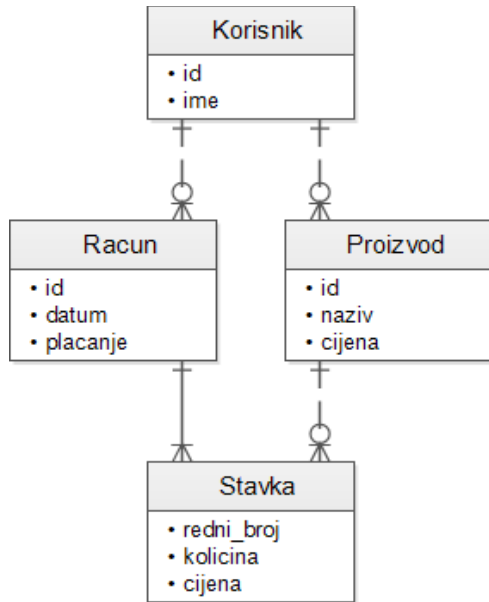 Korisnik
• id
• ime
Racun
• id
• datum
• placanje
Proizvod
• id
• naziv
• cijena
Stavka
• redni_broj
• kolicina
• cijena